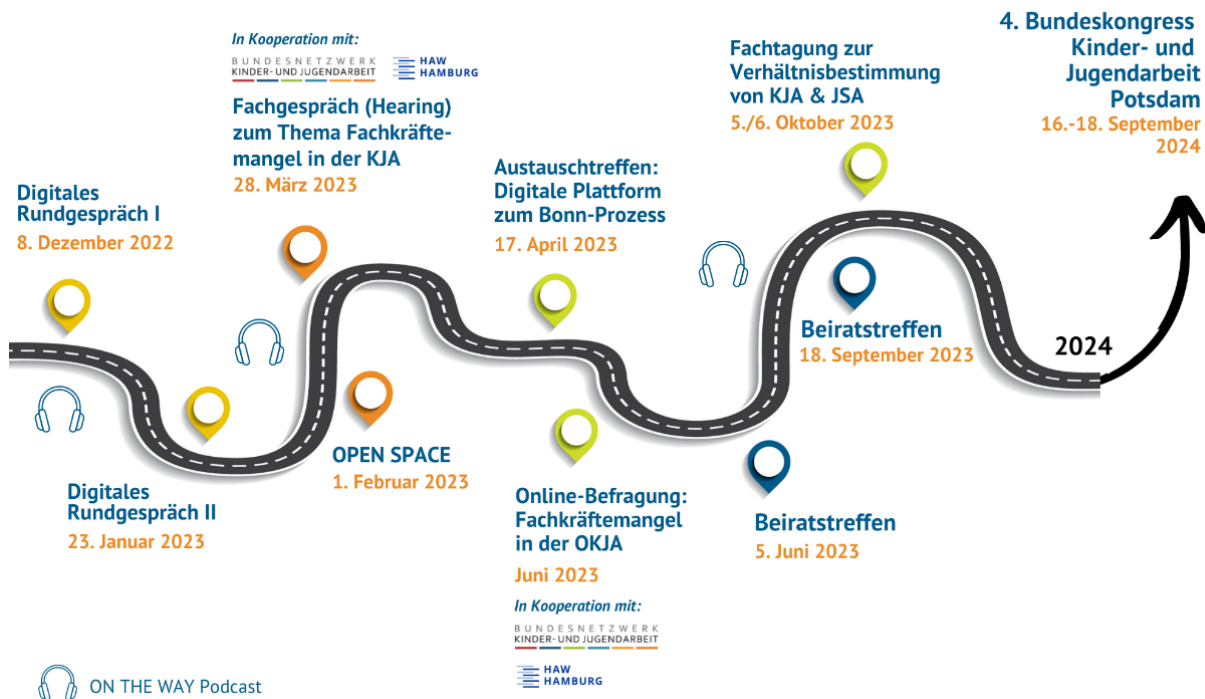 In Kooperation mit:
BUNDESNETZWERK
KINDER- UND JUGENDARBEIT
HAW
HAMBURG
Fachgespräch (Hearing)
zum Thema Fachkräfte-
mangel in der KJA
28. März 2023
Fachtagung zur
Verhältnisbestimmung
von KJA & JSA
5./6. Oktober 2023
4. Bundeskongress
Kinder- und
Jugendarbeit
Potsdam
16.-18. September
2024
Digitales
Rundgespräch I
8. Dezember 2022
Austauschtreffen:
Digitale Plattform
zum Bonn-Prozess
17. April 2023
Beiratstreffen
18. September 2023
2024
Digitales
Rundgespräch II
23. Januar 2023
OPEN SPACE
1. Februar 2023
Online-Befragung:
Fachkräftemangel
in der OKJA
Juni 2023
In Kooperation mit:
BUNDESNETZWERK
KINDER- UND JUGENDARBEIT
HAW
HAMBURG
Beiratstreffen
5. Juni 2023
ON THE WAY Podcast